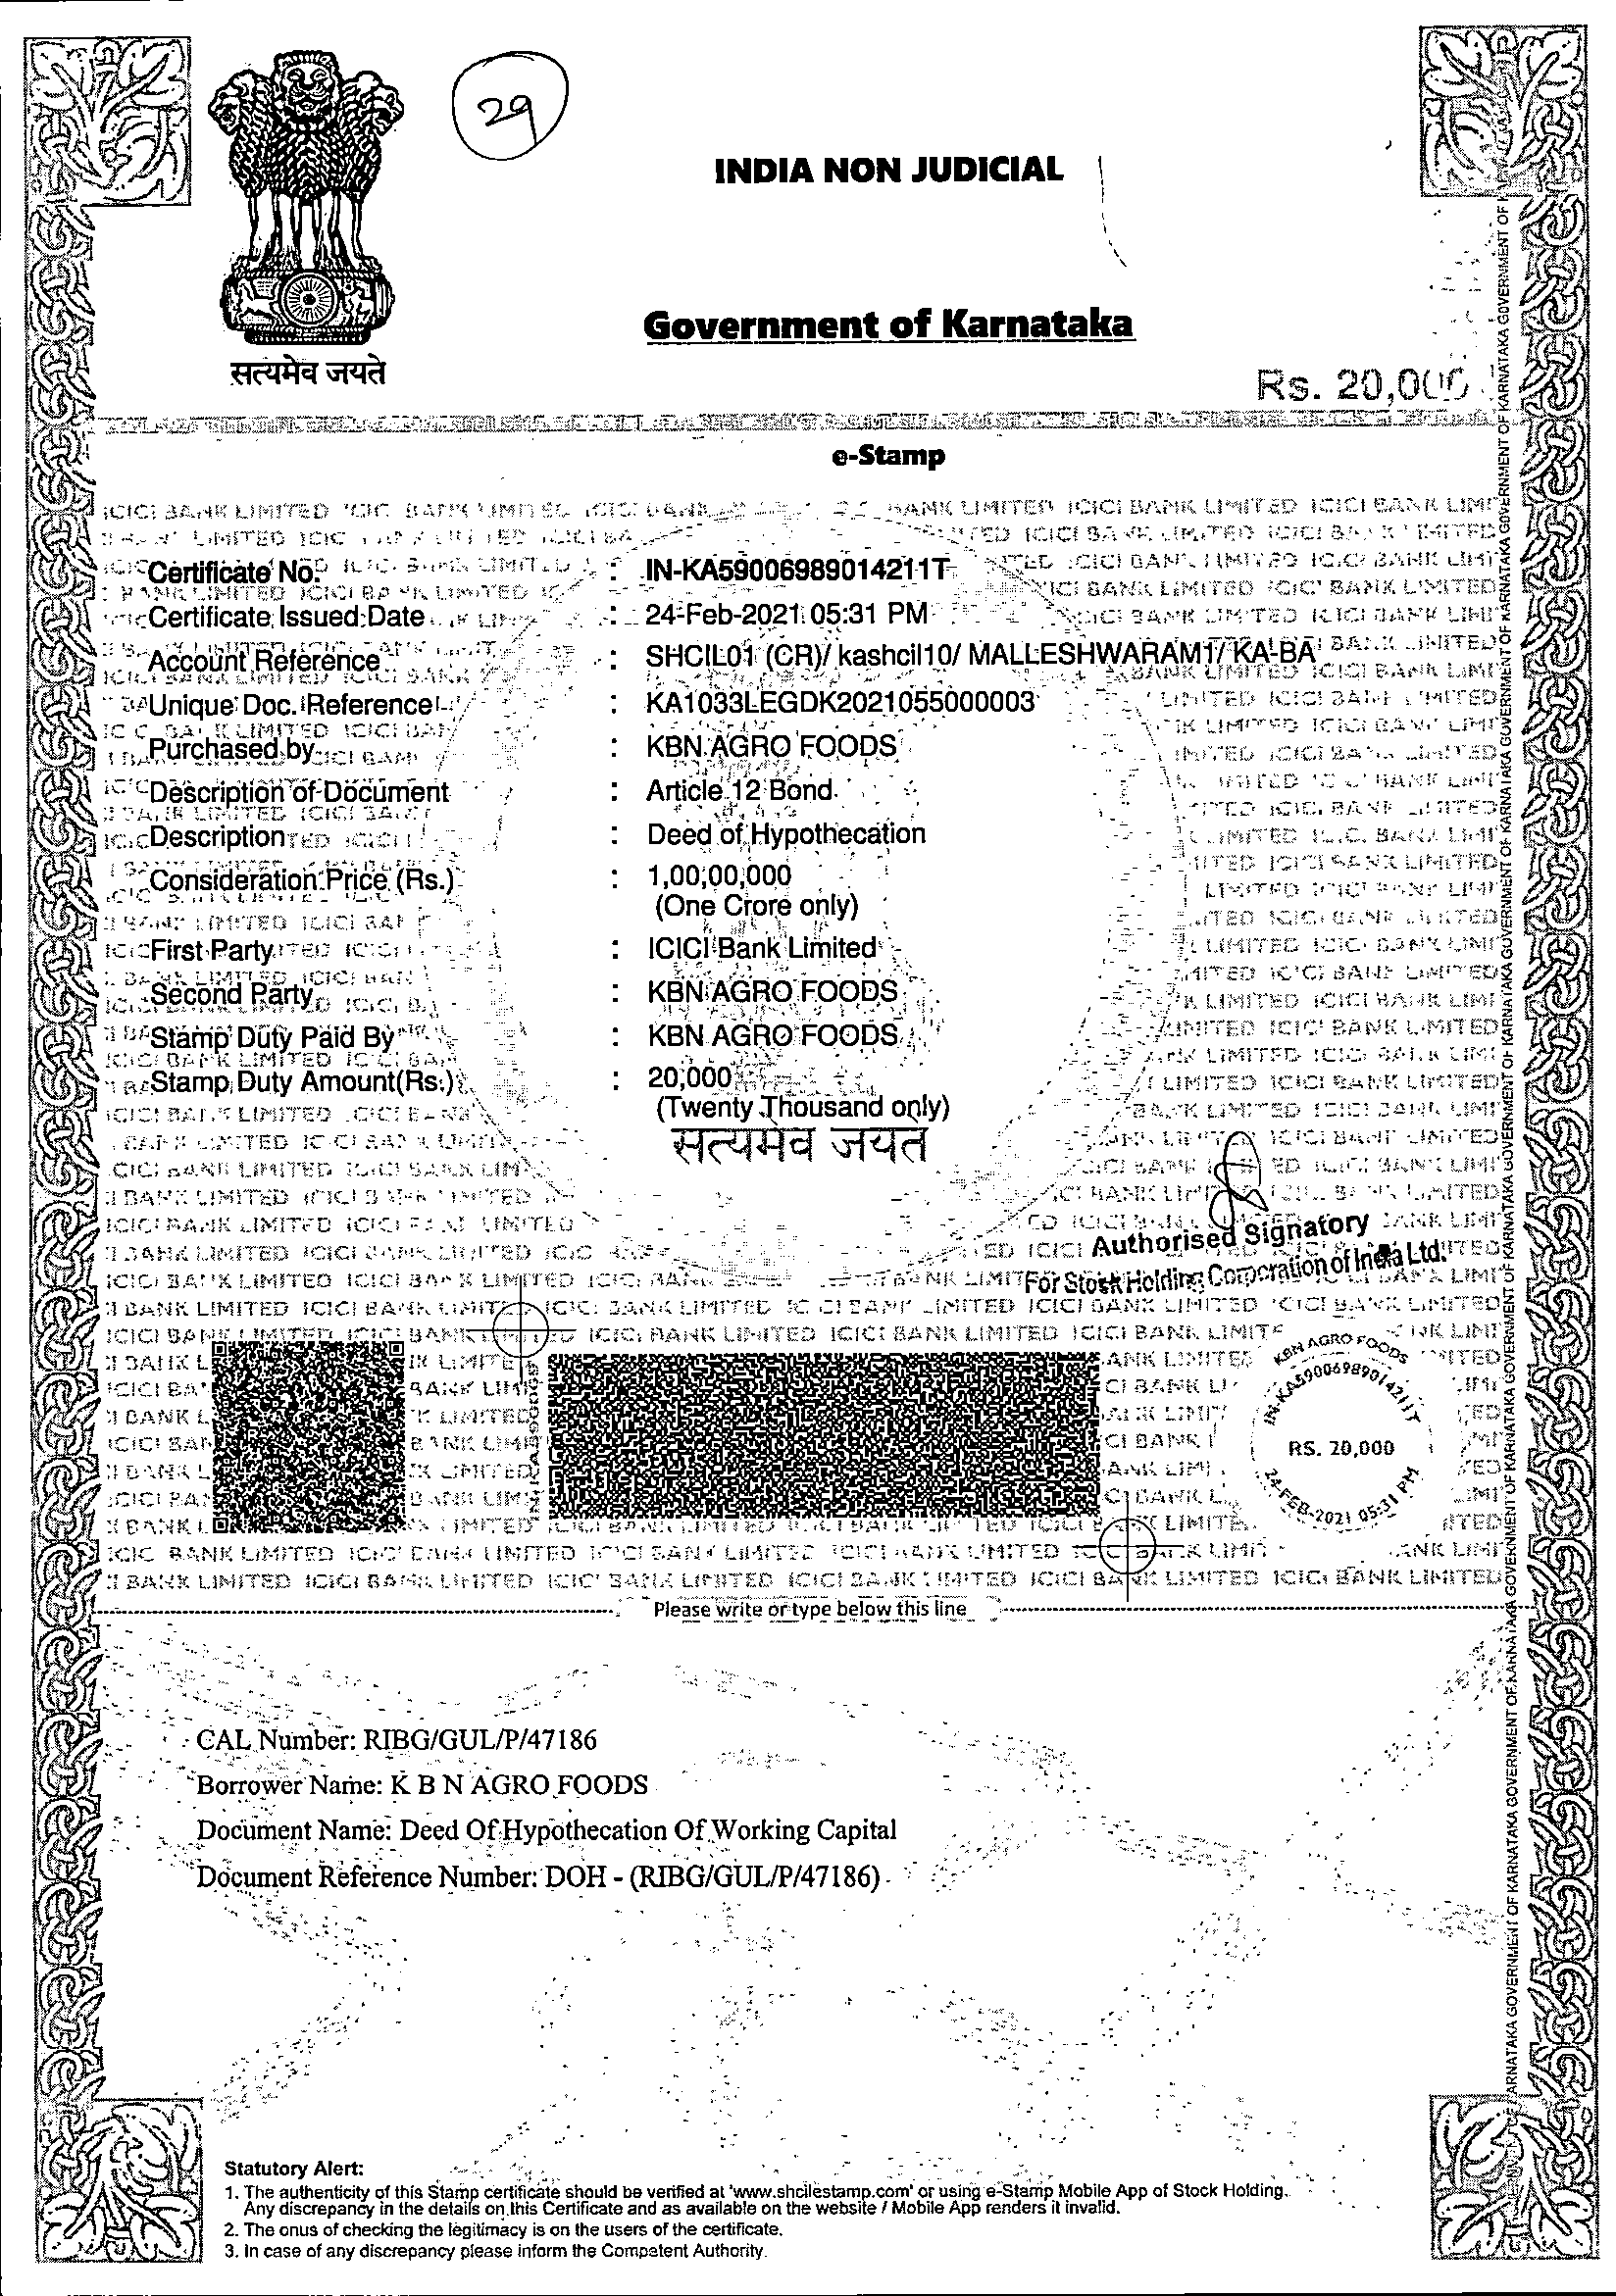 29
INDIA NON JUDICIAL
Government of Karnataka
सत्यमेव जयते
Rs. 20,000
e-Stamp
Certificate No. : IN-KA59006989014211T
Certificate Issued Date : 24-Feb-2021 05:31 PM
Account Reference : SHCIL01 (CR)/ kashcil10/ MALLESHWARAM1/ KA-BA
Unique Doc. Reference : KA1033LEGDK2021055000003
Purchased by : KBN AGRO FOODS
Description of Document : Article 12 Bond
Description : Deed of Hypothecation
Consideration Price (Rs.) : 1,00,00,000
(One Crore only)
First Party : ICICI Bank Limited
Second Party : KBN AGRO FOODS
Stamp Duty Paid By : KBN AGRO FOODS
Stamp Duty Amount(Rs.) : 20,000
(Twenty Thousand only)
सत्यमेव जयते
Authorised Signatory
For Stock Holding Corporation of India Ltd.
KBN AGRO FOODS
IN-KA59006989014211T
RS. 20,000
24-FEB-2021 05:31 PM
Please write or type below this line
CAL Number: RIBG/GUL/P/47186
Borrower Name: K B N AGRO FOODS
Document Name: Deed Of Hypothecation Of Working Capital
Document Reference Number: DOH - (RIBG/GUL/P/47186)
Statutory Alert:
1. The authenticity of this Stamp certificate should be verified at 'www.shcilestamp.com' or using e-Stamp Mobile App of Stock Holding.
Any discrepancy in the details on this Certificate and as available on the website / Mobile App renders it invalid.
2. The onus of checking the legitimacy is on the users of the certificate.
3. In case of any discrepancy please inform the Competent Authority.